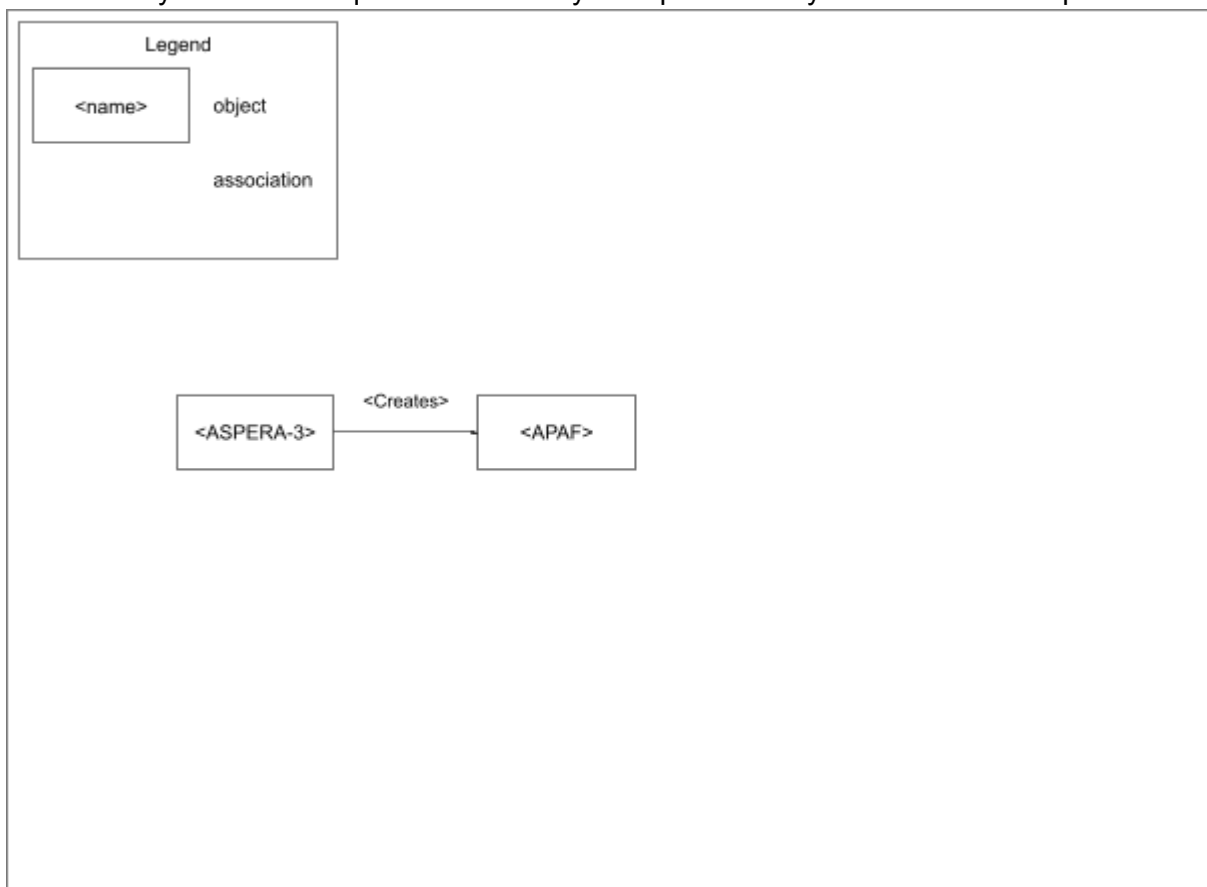 Legend
<name>
object
association
<Creates>
<ASPERA-3>
<APAF>